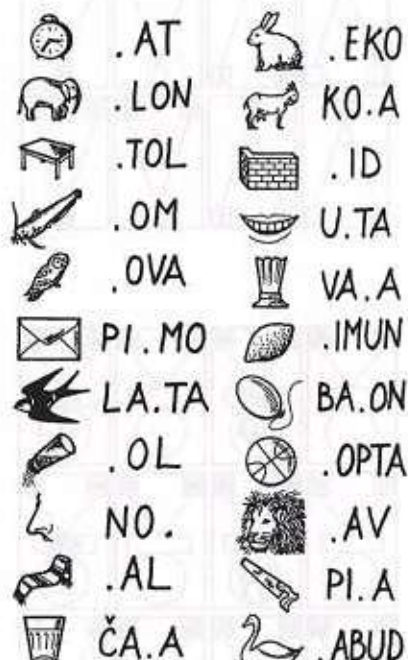 .AT .EKO
.LON KO.A
.TOL .ID
.OM U.TA
.OVA VA.A
PI.MO .IMUN
LA.TA BA.ON
.OL .OPTA
NO. .AV
.AL PI.A
ČA.A .ABUD